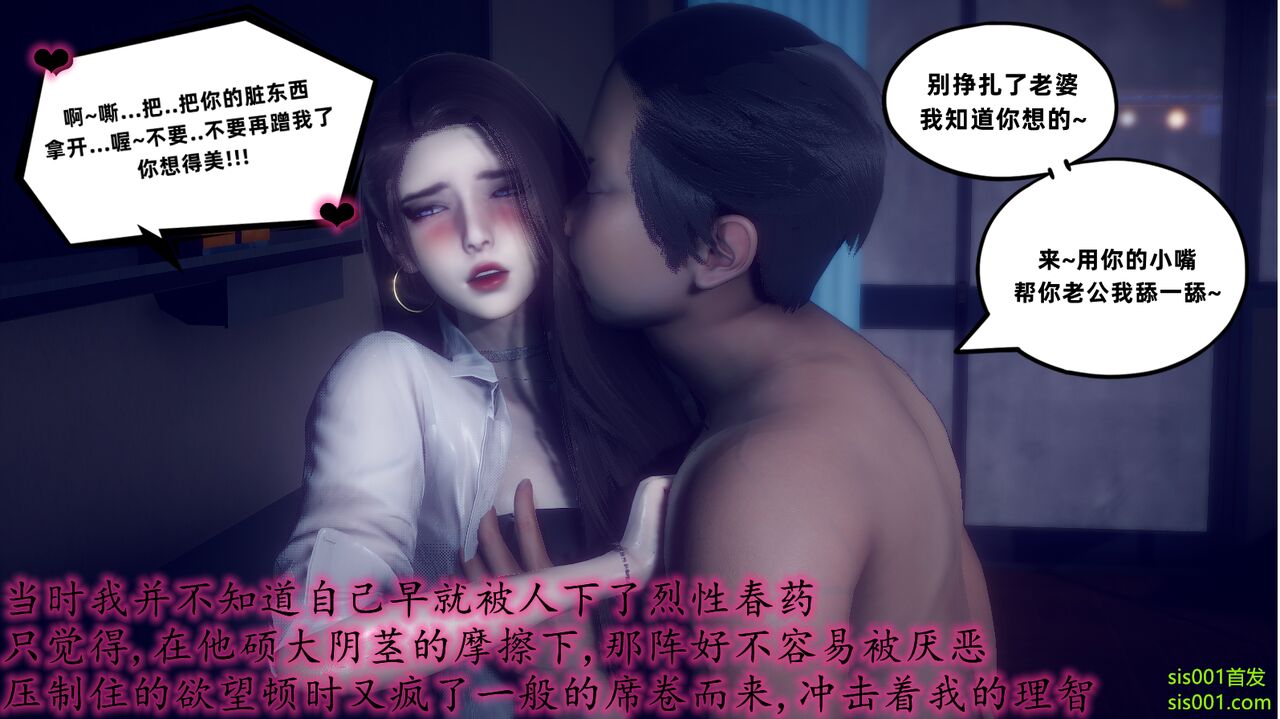 啊~嘶...把..把你的脏东西
拿开...喔~不要..不要再蹭我了
你想得美!!!
别挣扎了老婆
我知道你想的~
来~用你的小嘴
帮你老公我舔一舔~
当时我并不知道自己早就被人下了烈性春药
只觉得,在他硕大阴茎的摩擦下,那阵好不容易被厌恶
压制住的欲望顿时又疯了一般的席卷而来,冲击着我的理智
sis001首发
sis001.com